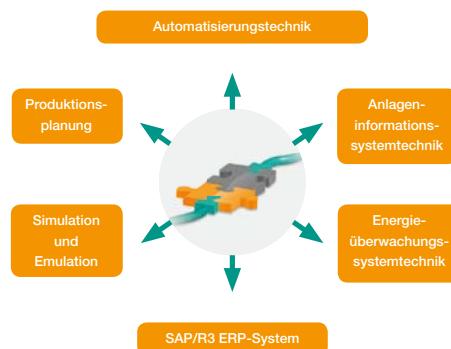 Automatisierungstechnik
Produktions-
planung
Anlagen-
informations-
systemtechnik
Simulation
und
Emulation
Energie-
überwachungs-
systemtechnik
SAP/R3 ERP-System